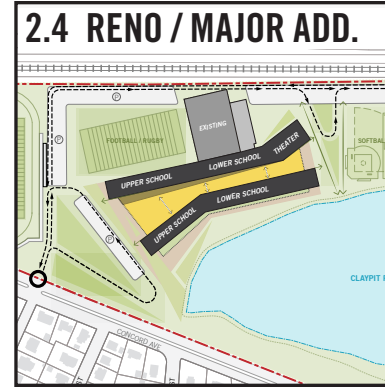 2.4 RENO / MAJOR ADD.
P
EXISTING
P
FOOTBALL / RUGBY
SOFTBAL
THEATER
LOWER SCHOOL
UPPER SCHOOL
LOWER SCHOOL
UPPER SCHOOL
P
CLAYPIT P
CONCORD AVE